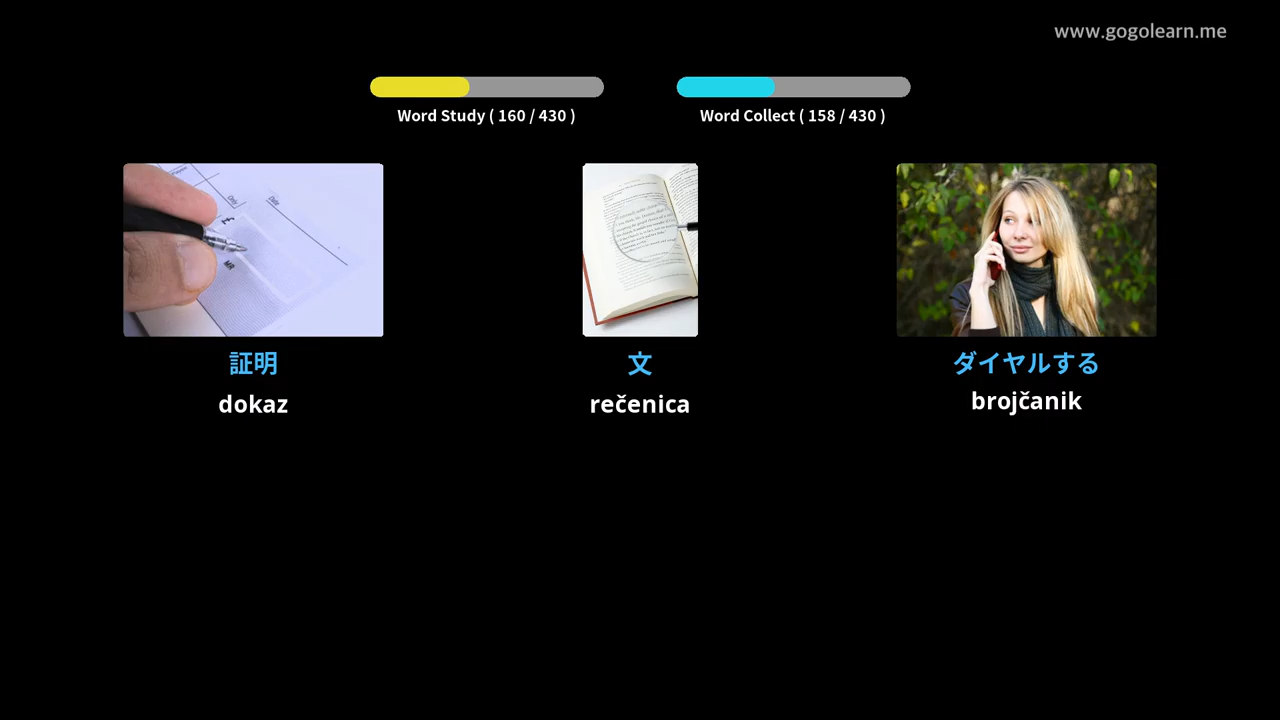 www.gogolearn.me
Word Study ( 160 / 430 )
Word Collect ( 158 / 430 )
証明
dokaz
文
rečenica
ダイヤルする
brojčanik